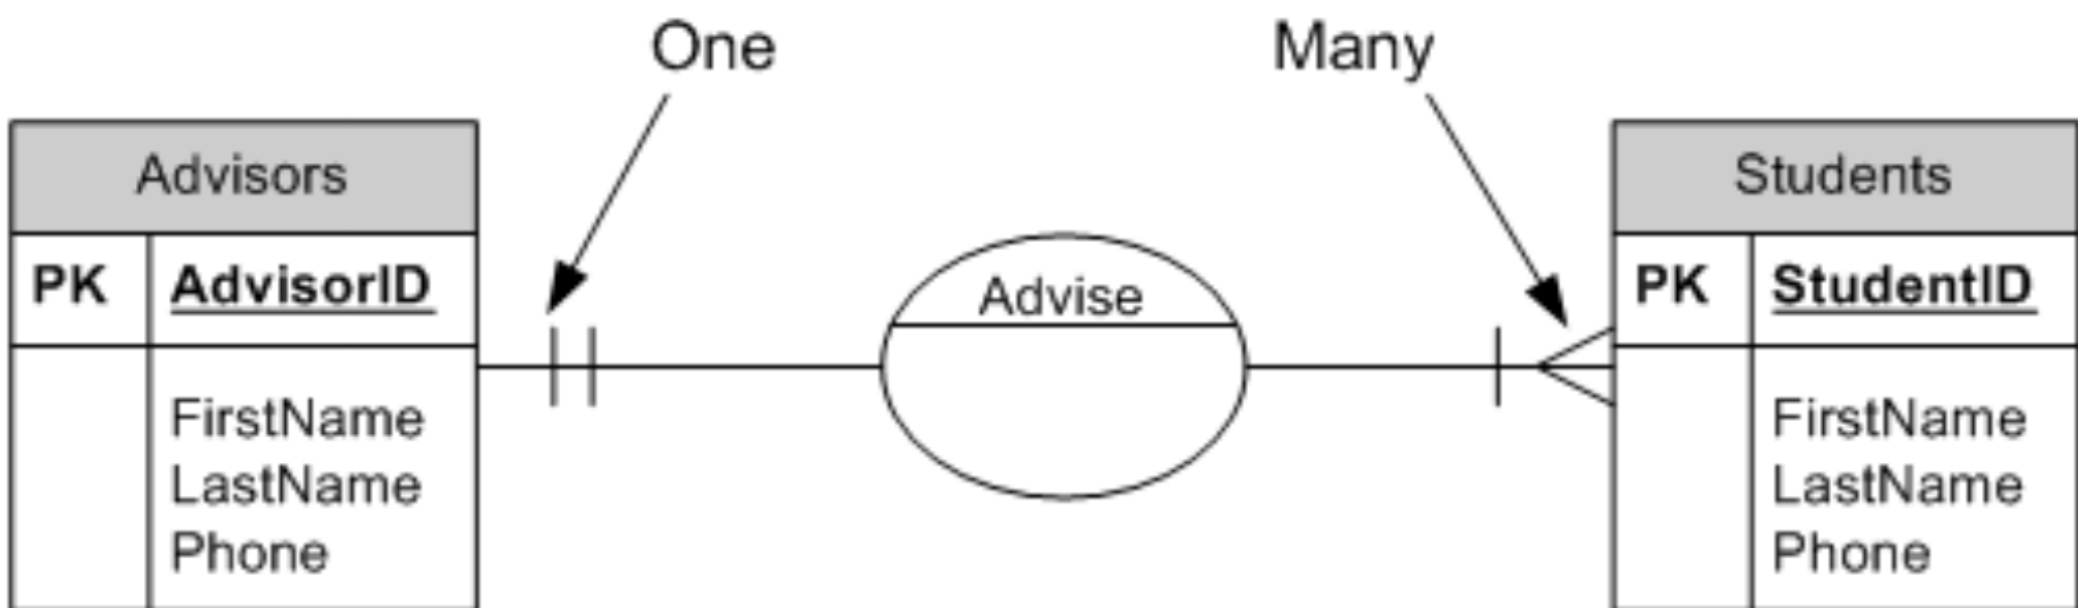 One
Many
Advisors
PK AdvisorID
FirstName
LastName
Phone
Advise
Students
PK StudentID
FirstName
LastName
Phone